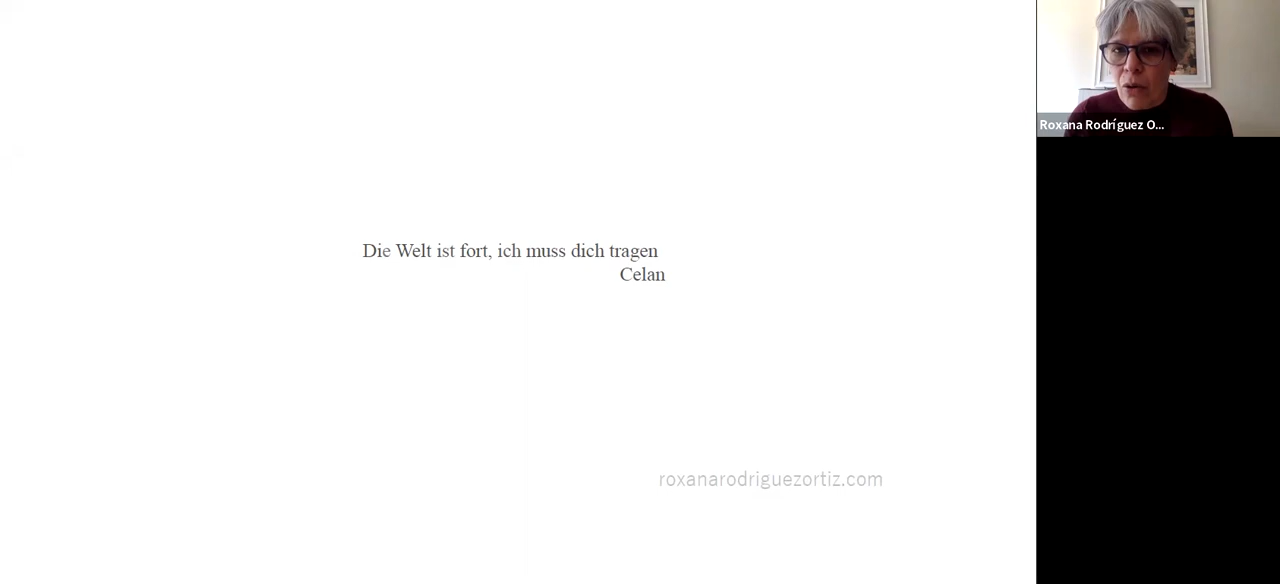 Roxana Rodríguez O...
Die Welt ist fort, ich muss dich tragen
Celan
roxanarodriguezortiz.com